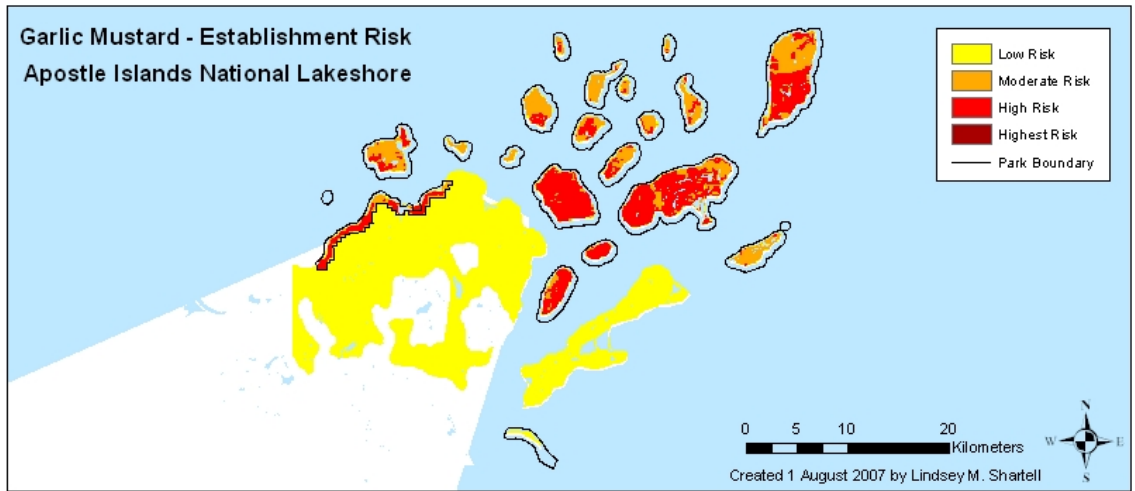 Garlic Mustard - Establishment Risk
Apostle Islands National Lakeshore
Low Risk
Moderate Risk
High Risk
Highest Risk
Park Boundary
0 5 10 20
Kilometers
N
W E
S
Created 1 August 2007 by Lindsey M. Shartell